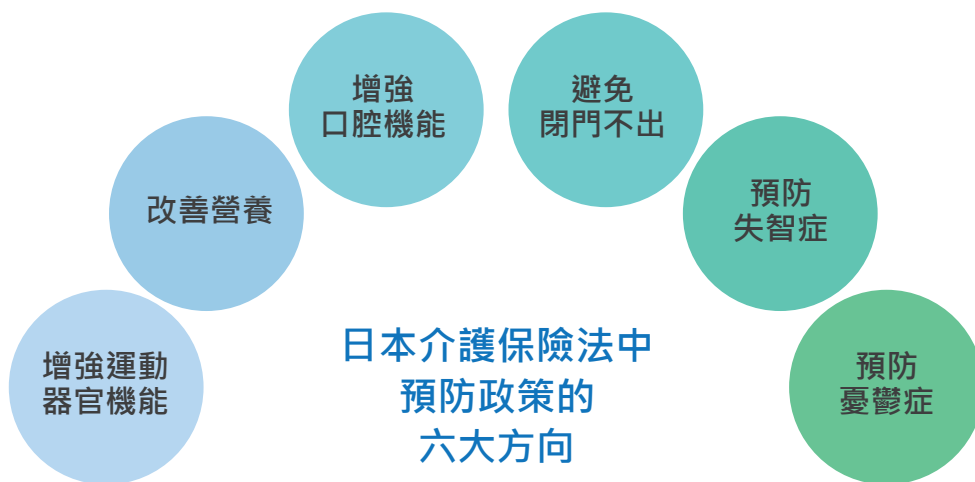 增強
口腔機能
避免
閉門不出
改善營養
預防
失智症
增強運動
器官機能
日本介護保險法中
預防政策的
六大方向
預防
憂鬱症